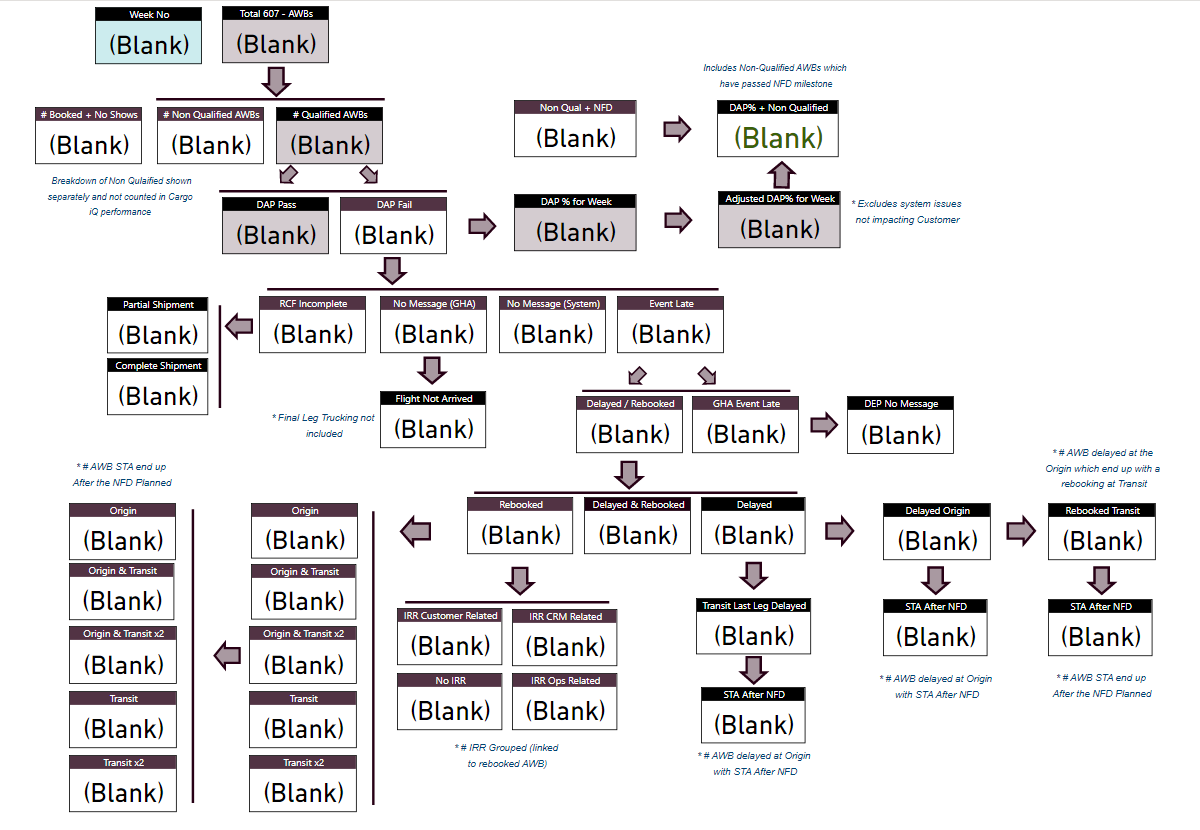 Week No
(Blank)
Total 607 - AWBs
(Blank)
Includes Non-Qualified AWBs which
have passed NFD milestone
# Booked + No Shows
(Blank)
# Non Qualified AWBs
(Blank)
# Qualified AWBs
(Blank)
Non Qual + NFD
(Blank)
DAP% + Non Qualified
(Blank)
Breakdown of Non Qulaified shown
separately and not counted in Cargo
iQ performance
DAP Pass
(Blank)
DAP Fail
(Blank)
DAP % for Week
(Blank)
Adjusted DAP% for Week
(Blank)
* Excludes system issues
not impacting Customer
Partial Shipment
(Blank)
Complete Shipment
(Blank)
RCF Incomplete
(Blank)
No Message (GHA)
(Blank)
No Message (System)
(Blank)
Event Late
(Blank)
* Final Leg Trucking not
included
Flight Not Arrived
(Blank)
Delayed / Rebooked
(Blank)
GHA Event Late
(Blank)
DEP No Message
(Blank)
* # AWB STA end up
After the NFD Planned
* # AWB delayed at the
Origin which end up with a
rebooking at Transit
Origin
(Blank)
Origin & Transit
(Blank)
Origin & Transit x2
(Blank)
Transit
(Blank)
Transit x2
(Blank)
Origin
(Blank)
Origin & Transit
(Blank)
Origin & Transit x2
(Blank)
Transit
(Blank)
Transit x2
(Blank)
Rebooked
(Blank)
Delayed & Rebooked
(Blank)
Delayed
(Blank)
Delayed Origin
(Blank)
Rebooked Transit
(Blank)
IRR Customer Related
(Blank)
IRR CRM Related
(Blank)
No IRR
(Blank)
IRR Ops Related
(Blank)
* # IRR Grouped (linked
to rebooked AWB)
Transit Last Leg Delayed
(Blank)
STA After NFD
(Blank)
* # AWB delayed at Origin
with STA After NFD
STA After NFD
(Blank)
* # AWB delayed at Origin
with STA After NFD
STA After NFD
(Blank)
* # AWB STA end up
After the NFD Planned